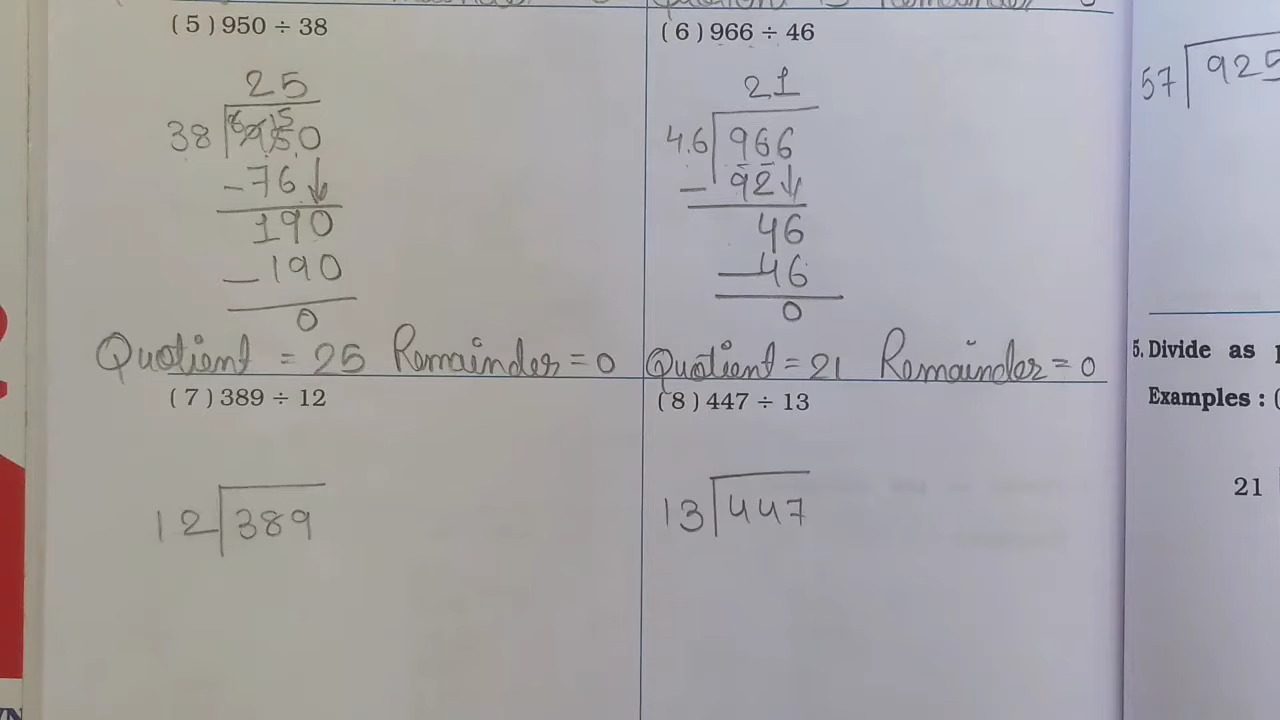 (5) 950 ÷ 38
25
38 950
-76↓
190
-190
0
Quotient = 25 Remainder = 0
(6) 966 ÷ 46
21
46 966
- 92↓
46
-46
0
Quotient = 21 Remainder = 0
(7) 389 ÷ 12
12 389
(8) 447 ÷ 13
13 447
57 925
5. Divide as
Examples : (
21